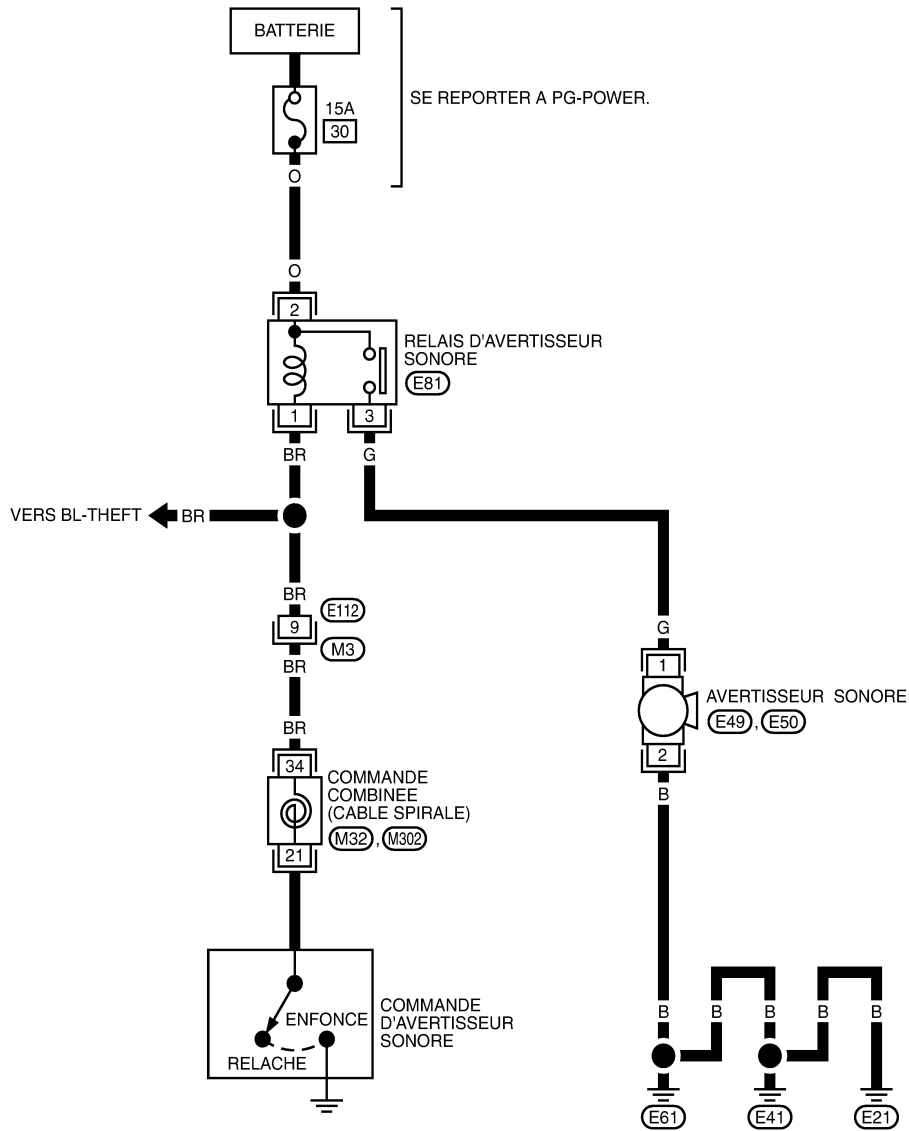 BATTERIE
15A
30
SE REPORTER A PG-POWER.
O
O
2
RELAIS D'AVERTISSEUR
SONORE
E81
1
3
BR
G
VERS BL-THEFT
BR
BR
E112
9
M3
BR
G
1
BR
AVERTISSEUR SONORE
E49 , E50
34
2
COMMANDE
COMBINEE
(CABLE SPIRALE)
M32 , M302
B
21
ENFONCE
RELACHE
COMMANDE
D'AVERTISSEUR
SONORE
B
B
B
B
B
E61
E41
E21